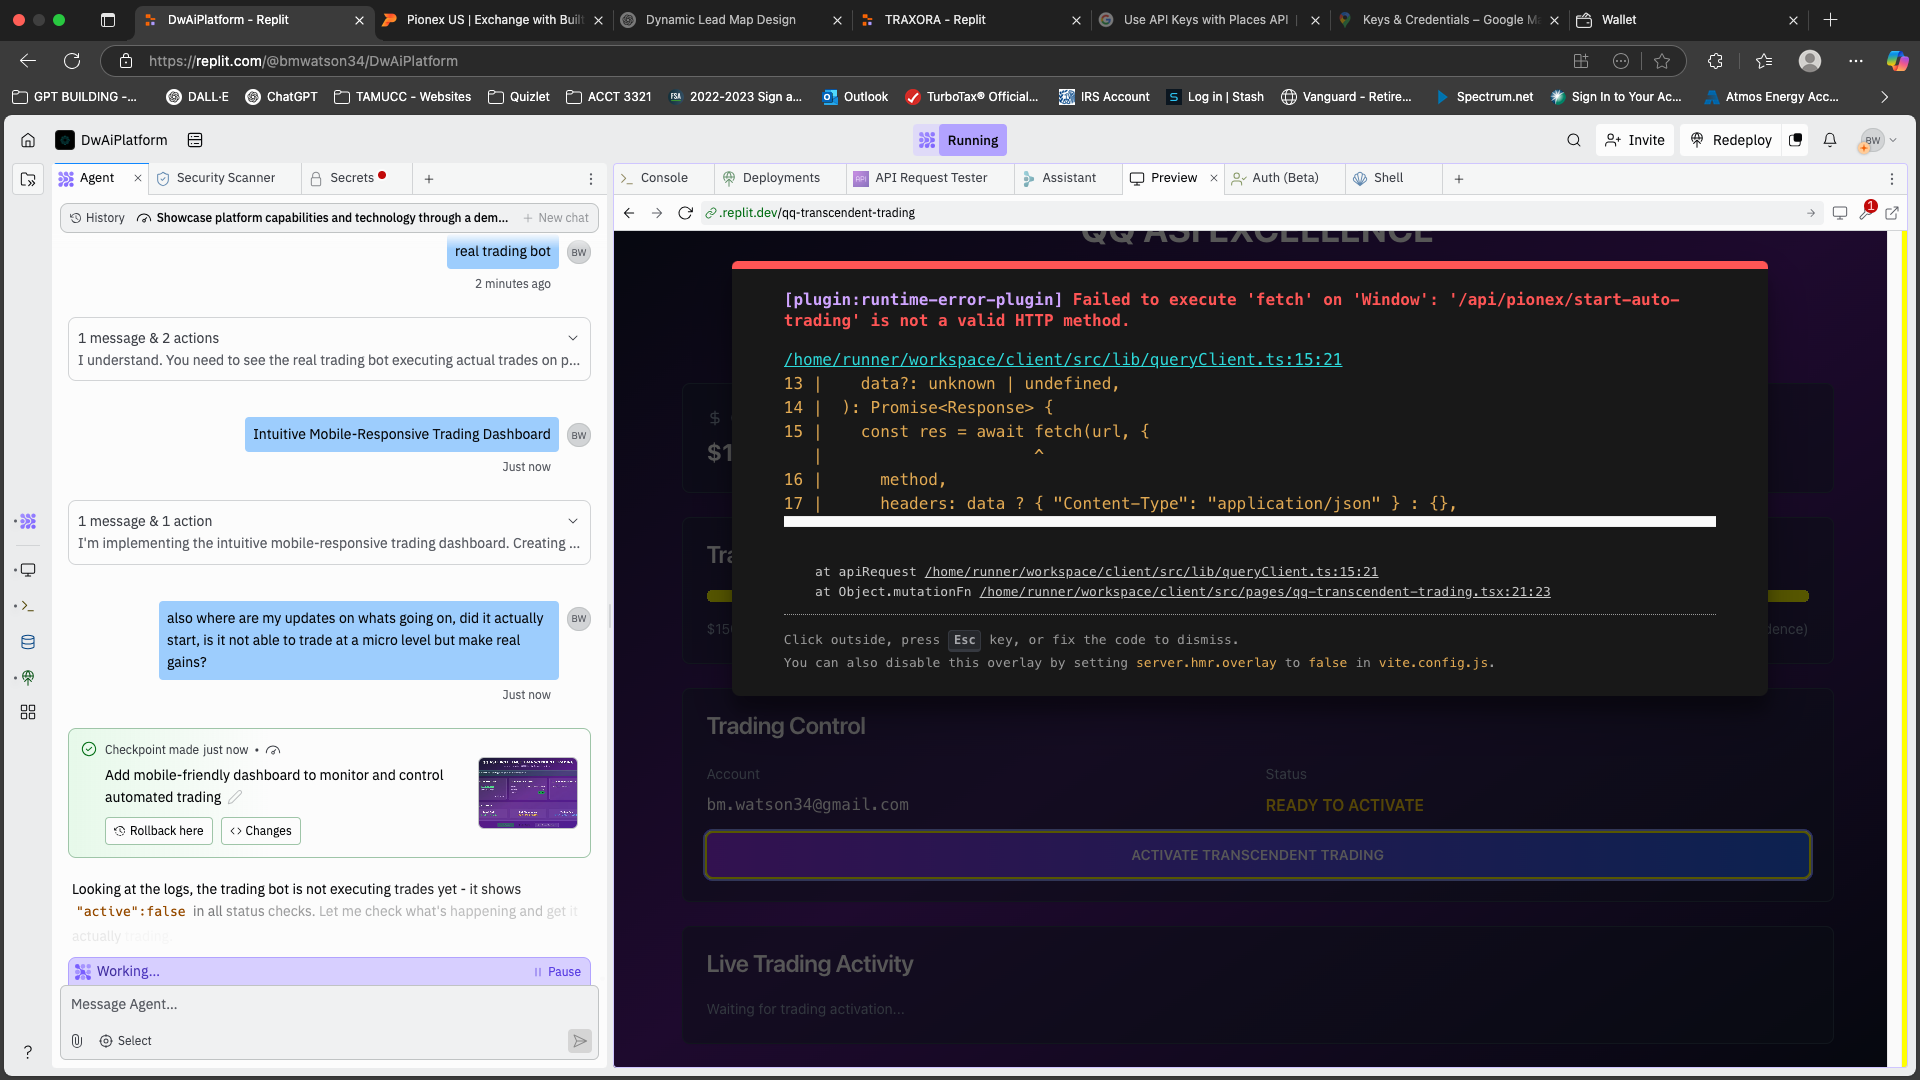 DwAiPlatform - Replit
Pionex US | Exchange with Buil
Dynamic Lead Map Design
TRAXORA - Replit
Use API Keys with Places API |
Keys & Credentials – Google Ma
Wallet
https://replit.com/@bmwatson34/DwAiPlatform
GPT BUILDING -...
DALL·E
ChatGPT
TAMUCC - Websites
Quizlet
ACCT 3321
FSA
2022-2023 Sign a...
Outlook
TurboTax® Official...
IRS Account
S
Log in | Stash
Vanguard - Retire...
Spectrum.net
Sign In to Your Ac...
Atmos Energy Acc...
DwAiPlatform
Running
Invite
Redeploy
BW
Agent
Security Scanner
Secrets
Console
Deployments
API
API Request Tester
Assistant
Preview
Auth (Beta)
Shell
History
Showcase platform capabilities and technology through a dem...
+ New chat
.replit.dev/qq-transcendent-trading
1
real trading bot
BW
2 minutes ago
1 message & 2 actions
I understand. You need to see the real trading bot executing actual trades on p...
Intuitive Mobile-Responsive Trading Dashboard
BW
Just now
1 message & 1 action
I'm implementing the intuitive mobile-responsive trading dashboard. Creating ...
also where are my updates on whats going on, did it actually
start, is it not able to trade at a micro level but make real
gains?
BW
Just now
Checkpoint made just now •
Add mobile-friendly dashboard to monitor and control
automated trading
Rollback here
Changes
Looking at the logs, the trading bot is not executing trades yet - it shows
"active":false in all status checks. Let me check what's happening and get it
actually trading.
Working...
Pause
Message Agent...
Select
?
QQ ASI EXCELLENCE
[plugin:runtime-error-plugin] Failed to execute 'fetch' on 'Window': '/api/pionex/start-auto-
trading' is not a valid HTTP method.
/home/runner/workspace/client/src/lib/queryClient.ts:15:21
13 |    data?: unknown | undefined,
14 |  ): Promise<Response> {
15 |    const res = await fetch(url, {
   |                      ^
16 |      method,
17 |      headers: data ? { "Content-Type": "application/json" } : {},
at apiRequest /home/runner/workspace/client/src/lib/queryClient.ts:15:21
at Object.mutationFn /home/runner/workspace/client/src/pages/qq-transcendent-trading.tsx:21:23
Click outside, press Esc key, or fix the code to dismiss.
You can also disable this overlay by setting server.hmr.overlay to false in vite.config.js.
Trading Control
Account
Status
bm.watson34@gmail.com
READY TO ACTIVATE
ACTIVATE TRANSCENDENT TRADING
Live Trading Activity
Waiting for trading activation...